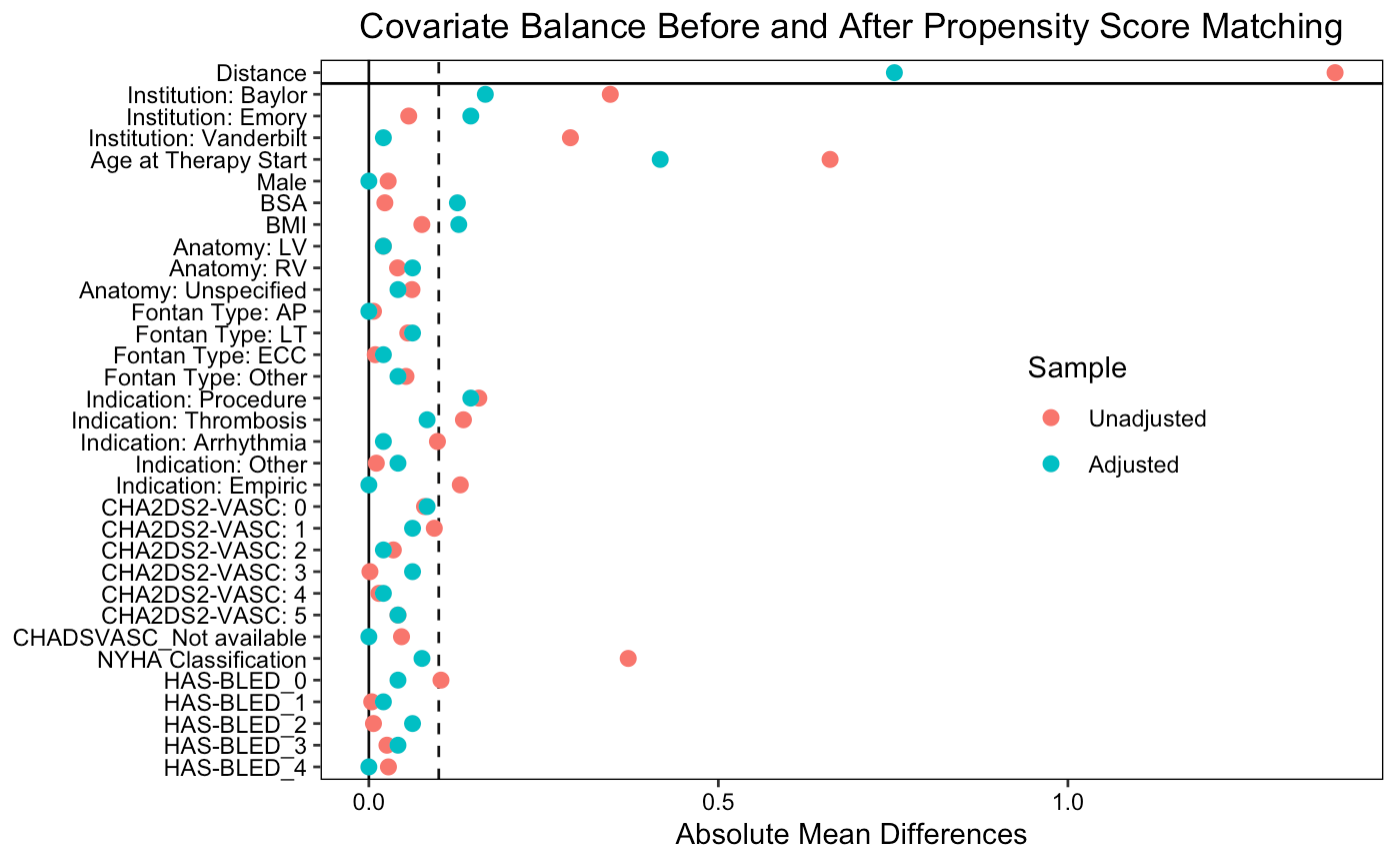 Covariate Balance Before and After Propensity Score Matching
Distance
Institution: Baylor
Institution: Emory
Institution: Vanderbilt
Age at Therapy Start
Male
BSA
BMI
Anatomy: LV
Anatomy: RV
Anatomy: Unspecified
Fontan Type: AP
Fontan Type: LT
Fontan Type: ECC
Fontan Type: Other
Indication: Procedure
Indication: Thrombosis
Indication: Arrhythmia
Indication: Other
Indication: Empiric
CHA2DS2-VASC: 0
CHA2DS2-VASC: 1
CHA2DS2-VASC: 2
CHA2DS2-VASC: 3
CHA2DS2-VASC: 4
CHA2DS2-VASC: 5
CHADSVASC_Not available
NYHA Classification
HAS-BLED_0
HAS-BLED_1
HAS-BLED_2
HAS-BLED_3
HAS-BLED_4
Sample
Unadjusted
Adjusted
0.0 0.5 1.0
Absolute Mean Differences